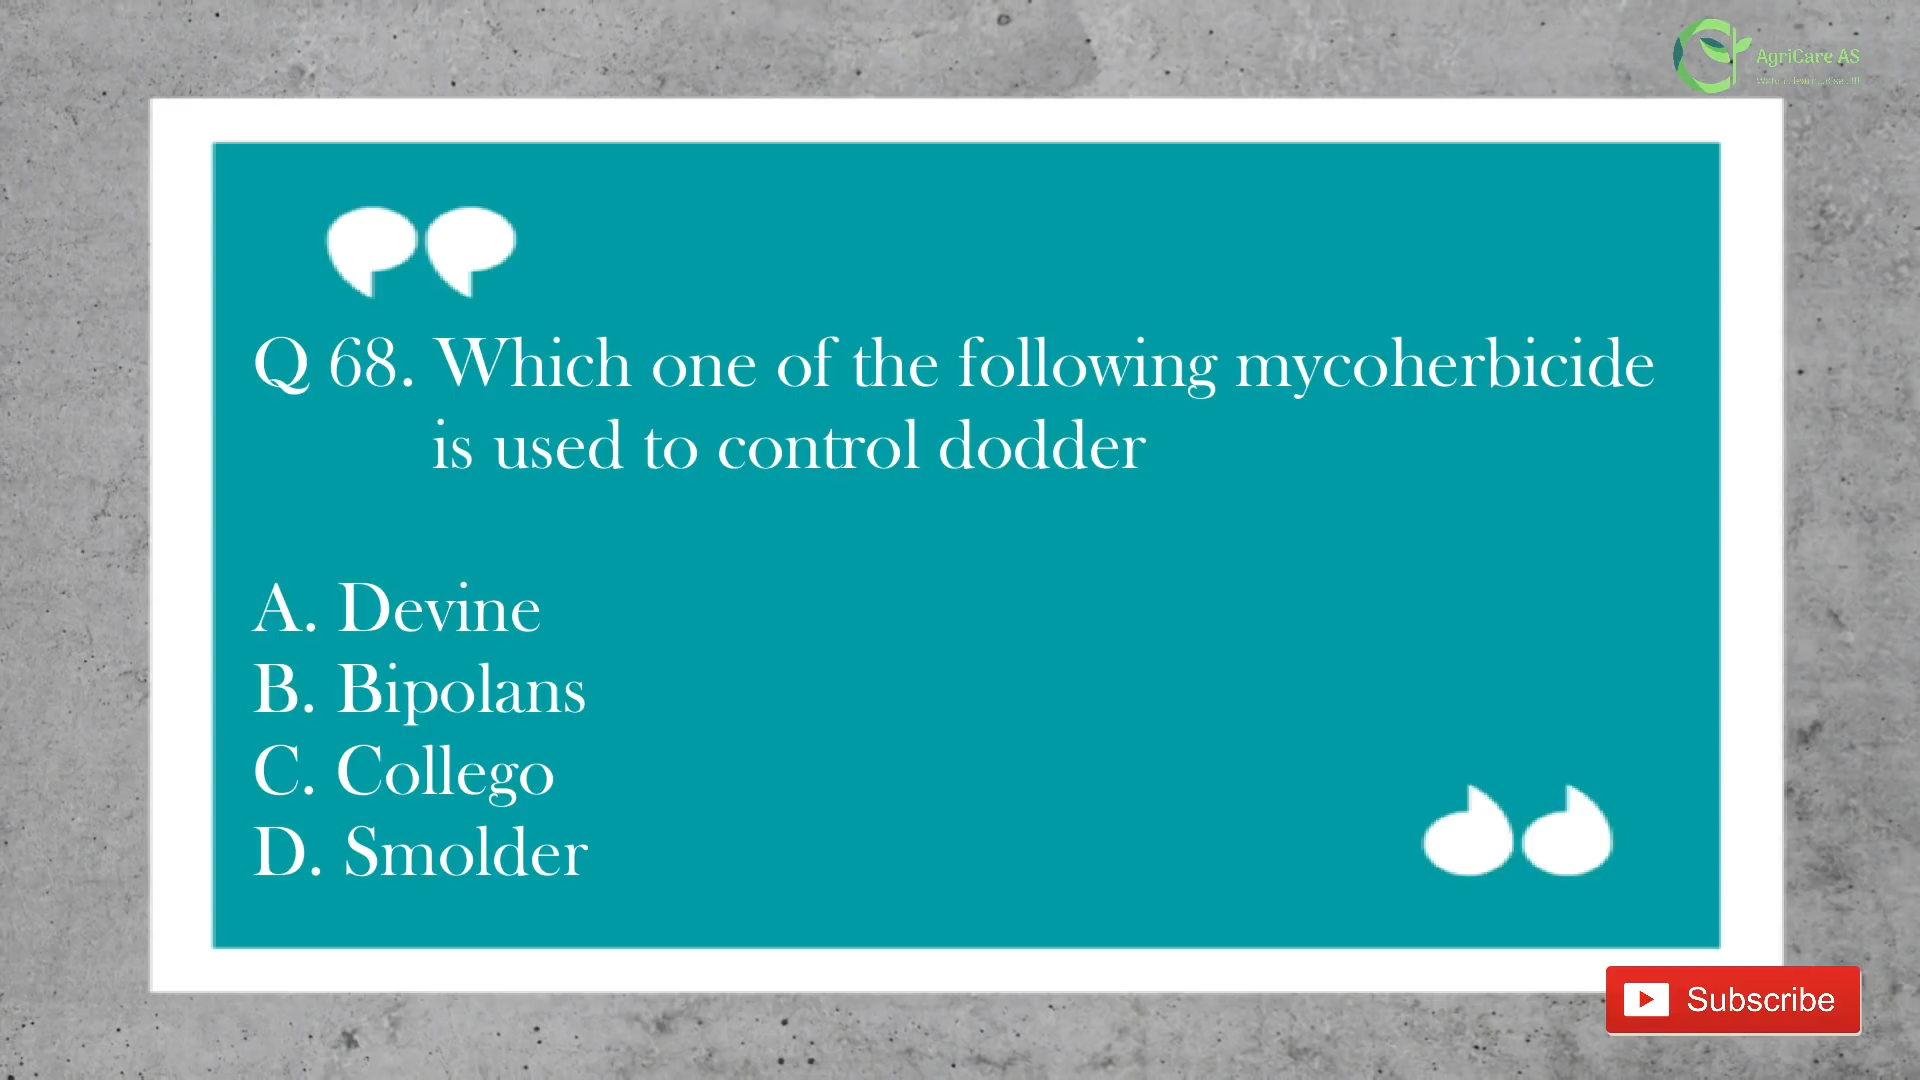 AgriCare AS
Q 68. Which one of the following mycoherbicide
is used to control dodder
A. Devine
B. Bipolans
C. Collego
D. Smolder
Subscribe